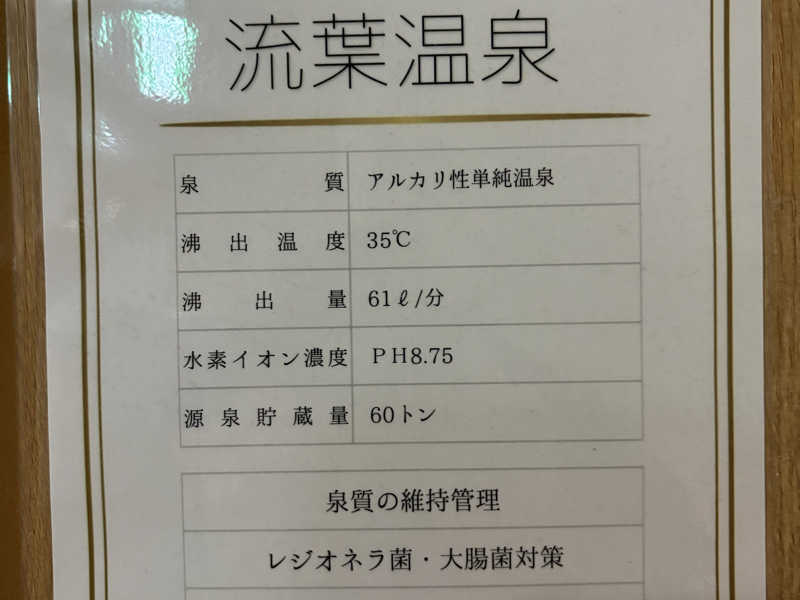 流葉温泉
泉質 アルカリ性単純温泉
沸出温度 35℃
沸出量 61ℓ/分
水素イオン濃度 PH8.75
源泉貯蔵量 60トン
泉質の維持管理
レジオネラ菌・大腸菌対策